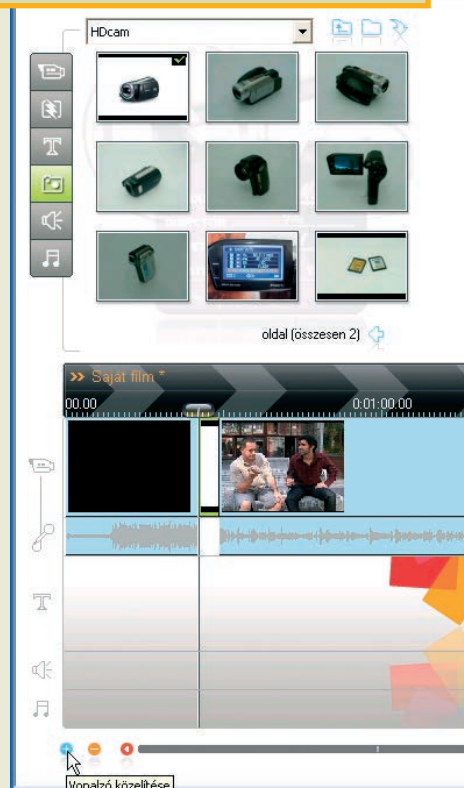 HDcam
oldal (összesen 2)
>> Saját film *
00.00 0:01:00.00
T
Vonalzó közelítése